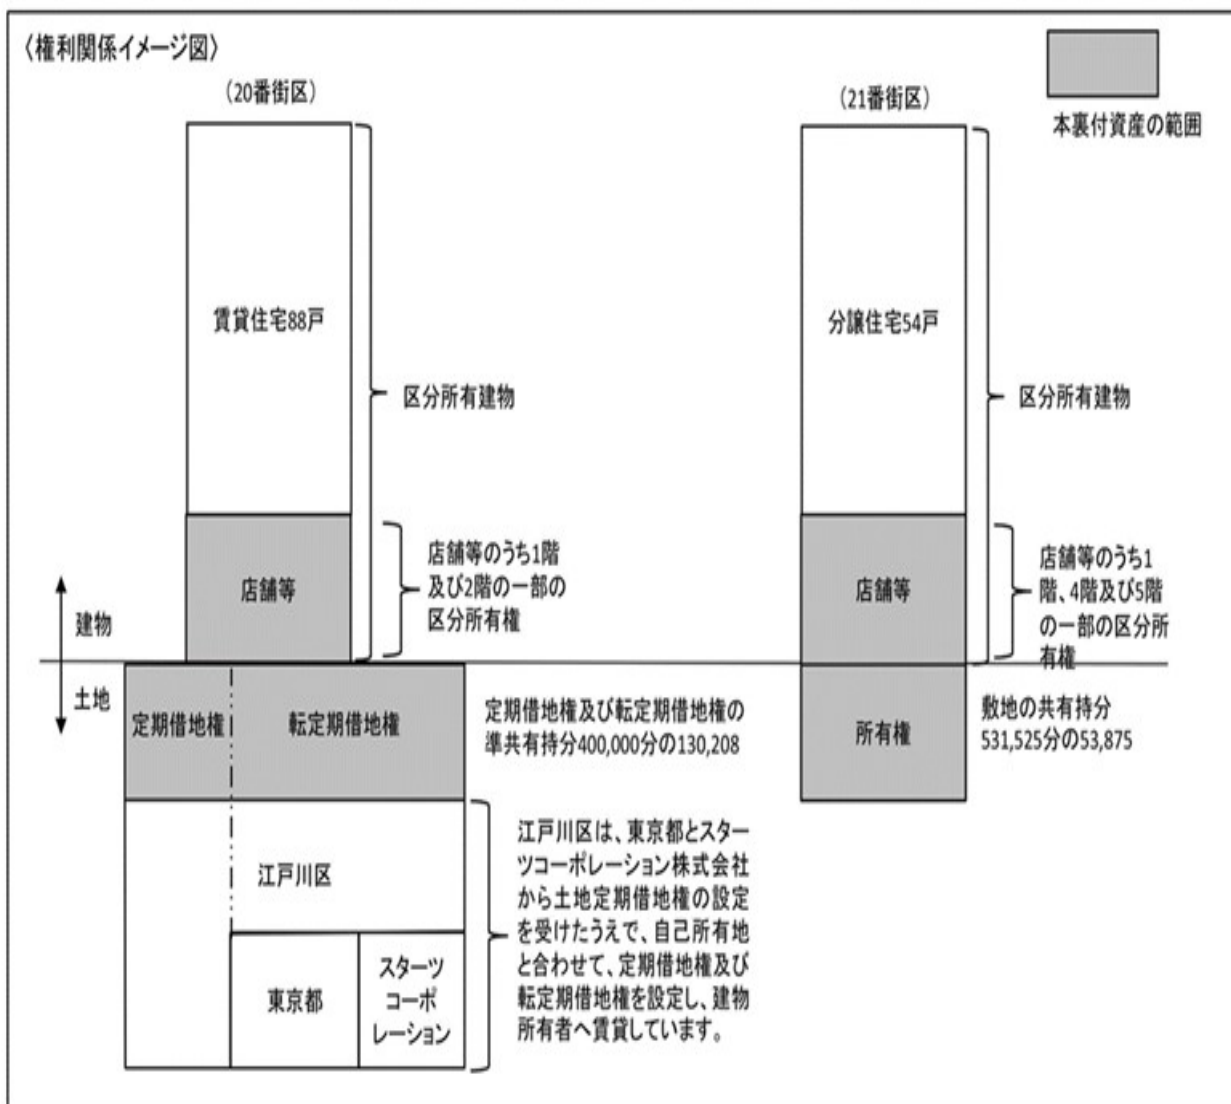 〈権利関係イメージ図〉
本裏付資産の範囲
(20番街区)
賃貸住宅88戸
区分所有建物
店舗等
店舗等のうち1階
及び2階の一部の
区分所有権
(21番街区)
分譲住宅54戸
区分所有建物
店舗等
店舗等のうち1
階、4階及び5階
の一部の区分所
有権
建物
土地
定期借地権
転定期借地権
定期借地権及び転定期借地権の
準共有持分400,000分の130,208
所有権
敷地の共有持分
531,525分の53,875
江戸川区
東京都
スターツ
コーポ
レーション
江戸川区は、東京都とスター
ツコーポレーション株式会社
から土地定期借地権の設定
を受けたうえで、自己所有地
と合わせて、定期借地権及び
転定期借地権を設定し、建物
所有者へ賃貸しています。